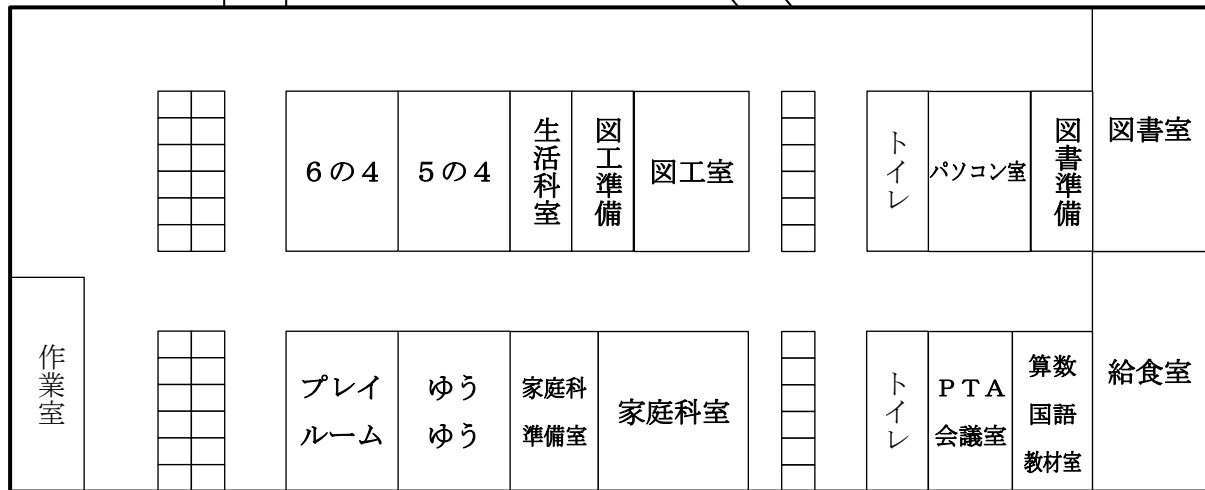 ６の４
５の４
生活科室
図工準備
図工室
トイレ
パソコン室
図書準備
図書室
作業室
プレイ
ルーム
ゆう
ゆう
家庭科
準備室
家庭科室
トイレ
ＰＴＡ
会議室
算数
国語
教材室
給食室